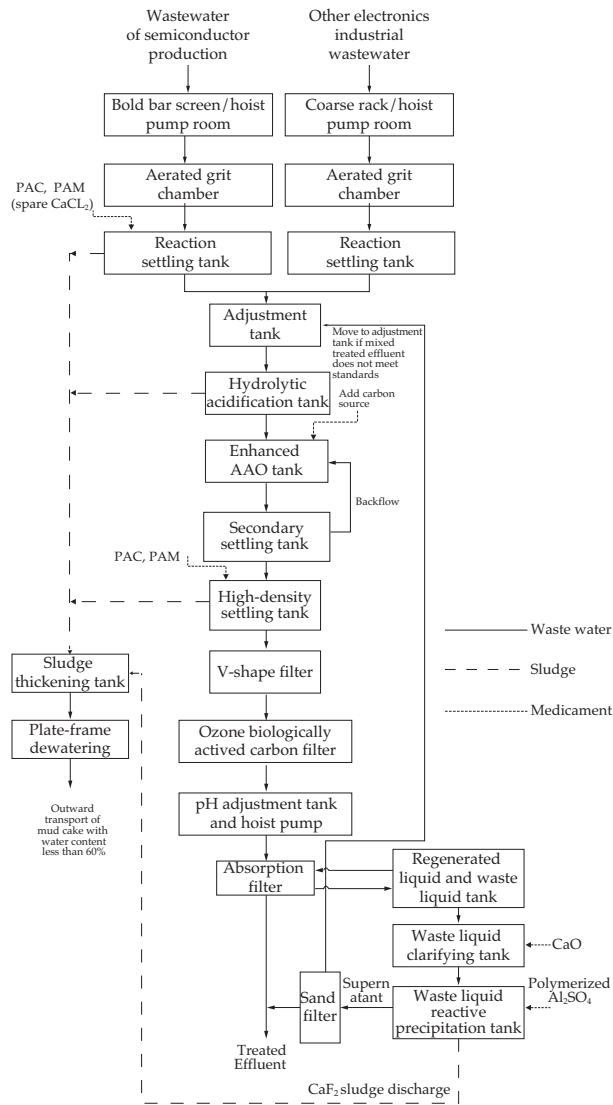 Wastewater
of semiconductor
production
Other electronics
industrial
wastewater
Bold bar screen/hoist
pump room
Coarse rack/hoist
pump room
Aerated grit
chamber
Aerated grit
chamber
PAC, PAM
(spare CaCL₂)
Reaction
settling tank
Reaction
settling tank
Adjustment
tank
Move to adjustment
tank if mixed
treated effluent
does not meet
standards
Hydrolytic
acidification tank
Add carbon
source
Enhanced
AAO tank
Backflow
Secondary
settling tank
PAC, PAM
High-density
settling tank
Waste water
Sludge
Medicament
Sludge
thickening tank
V-shape filter
Plate-frame
dewatering
Ozone biologically
actived carbon filter
Outward
transport of
mud cake with
water content
less than 60%
pH adjustment tank
and hoist pump
Absorption
filter
Regenerated
liquid and waste
liquid tank
Waste liquid
clarifying tank
CaO
Polymerized
Al₂SO₄
Waste liquid
reactive
precipitation tank
Supern
atant
Sand
filter
Treated
Effluent
CaF₂ sludge discharge